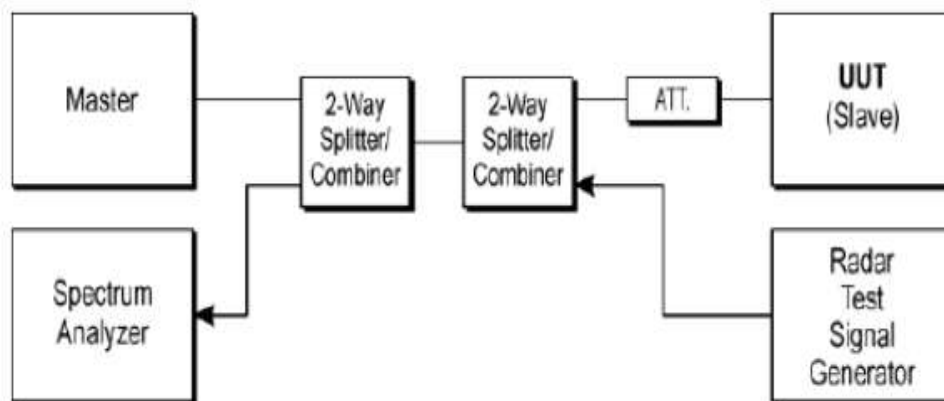 Master
2-Way
Splitter/
Combiner
2-Way
Splitter/
Combiner
ATT.
UUT
(Slave)
Spectrum
Analyzer
Radar
Test
Signal
Generator